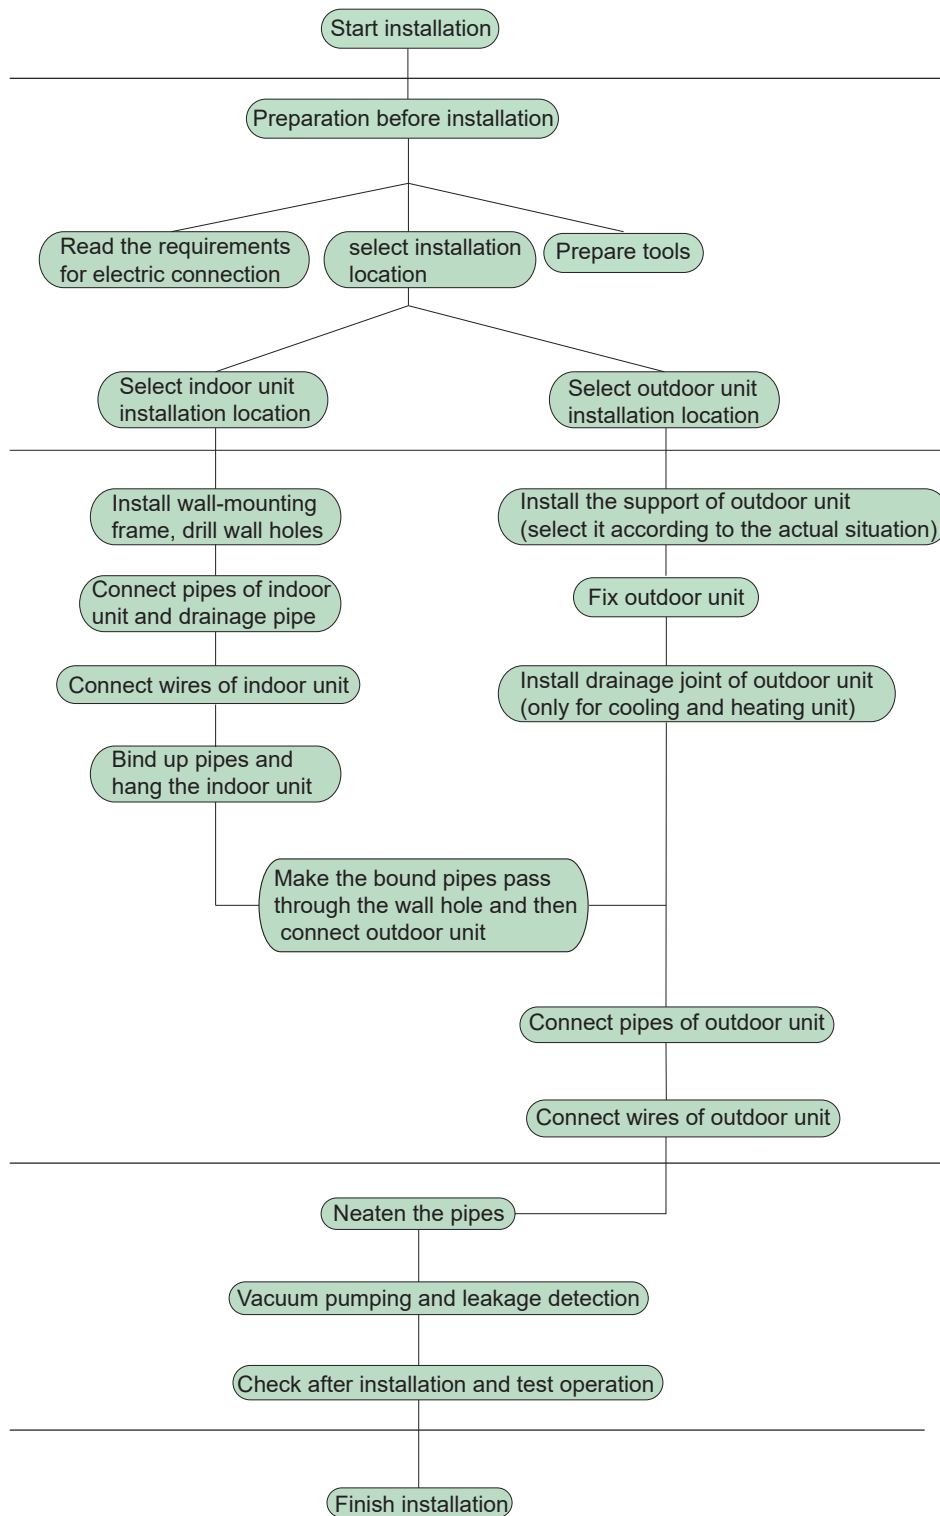 Start installation
Preparation before installation
Read the requirements
for electric connection
select installation
location
Prepare tools
Select indoor unit
installation location
Select outdoor unit
installation location
Install wall-mounting
frame, drill wall holes
Install the support of outdoor unit
(select it according to the actual situation)
Connect pipes of indoor
unit and drainage pipe
Fix outdoor unit
Connect wires of indoor unit
Install drainage joint of outdoor unit
(only for cooling and heating unit)
Bind up pipes and
hang the indoor unit
Make the bound pipes pass
through the wall hole and then
connect outdoor unit
Connect pipes of outdoor unit
Connect wires of outdoor unit
Neaten the pipes
Vacuum pumping and leakage detection
Check after installation and test operation
Finish installation